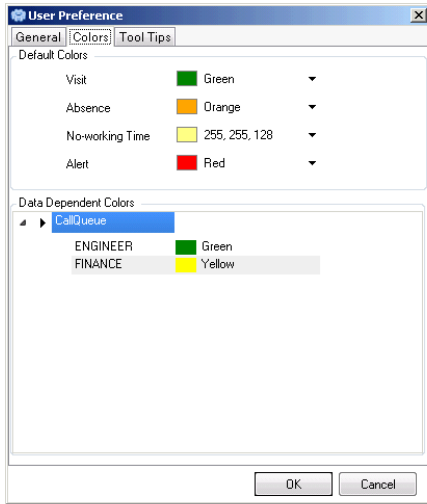 User Preference
General Colors Tool Tips
Default Colors
Visit Green
Absence Orange
No-working Time 255, 255, 128
Alert Red
Data Dependent Colors
CallQueue
ENGINEER Green
FINANCE Yellow
OK Cancel